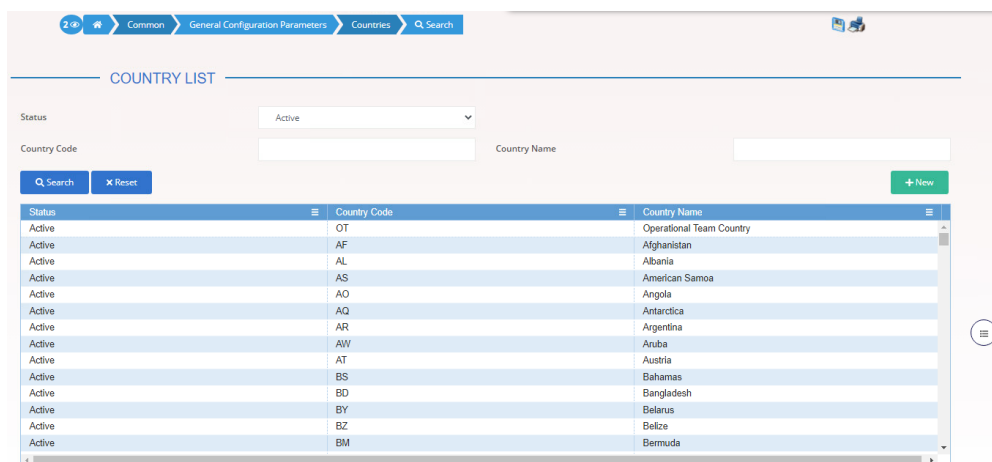 2 Common General Configuration Parameters Countries Search
COUNTRY LIST
Status Active
Country Code Country Name
Search Reset New
Status Country Code Country Name
Active OT Operational Team Country
Active AF Afghanistan
Active AL Albania
Active AS American Samoa
Active AO Angola
Active AQ Antarctica
Active AR Argentina
Active AW Aruba
Active AT Austria
Active BS Bahamas
Active BD Bangladesh
Active BY Belarus
Active BZ Belize
Active BM Bermuda